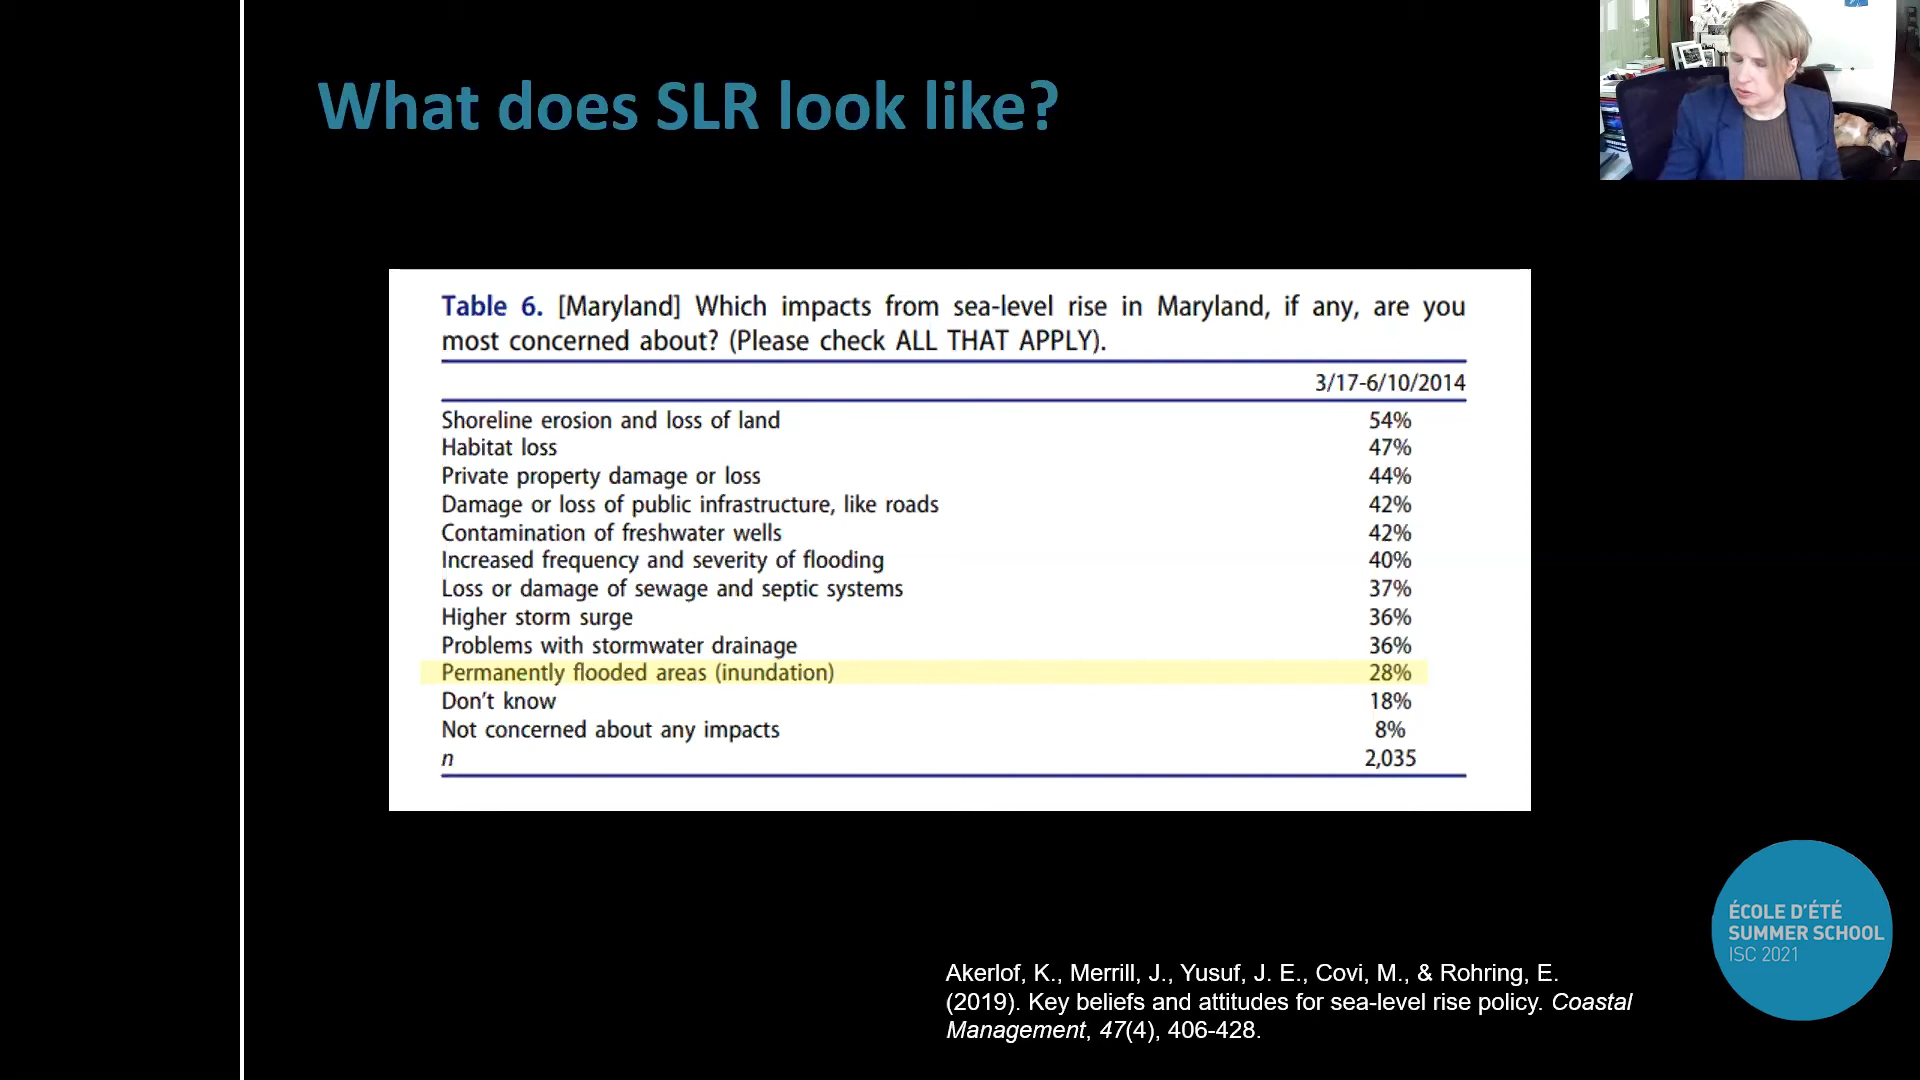 What does SLR look like?
Table 6. [Maryland] Which impacts from sea-level rise in Maryland, if any, are you
most concerned about? (Please check ALL THAT APPLY).
3/17-6/10/2014
Shoreline erosion and loss of land 54%
Habitat loss 47%
Private property damage or loss 44%
Damage or loss of public infrastructure, like roads 42%
Contamination of freshwater wells 42%
Increased frequency and severity of flooding 40%
Loss or damage of sewage and septic systems 37%
Higher storm surge 36%
Problems with stormwater drainage 36%
Permanently flooded areas (inundation) 28%
Don't know 18%
Not concerned about any impacts 8%
n 2,035
ÉCOLE D'ÉTÉ
SUMMER SCHOOL
ISC 2021
Akerlof, K., Merrill, J., Yusuf, J. E., Covi, M., & Rohring, E.
(2019). Key beliefs and attitudes for sea-level rise policy. Coastal
Management, 47(4), 406-428.